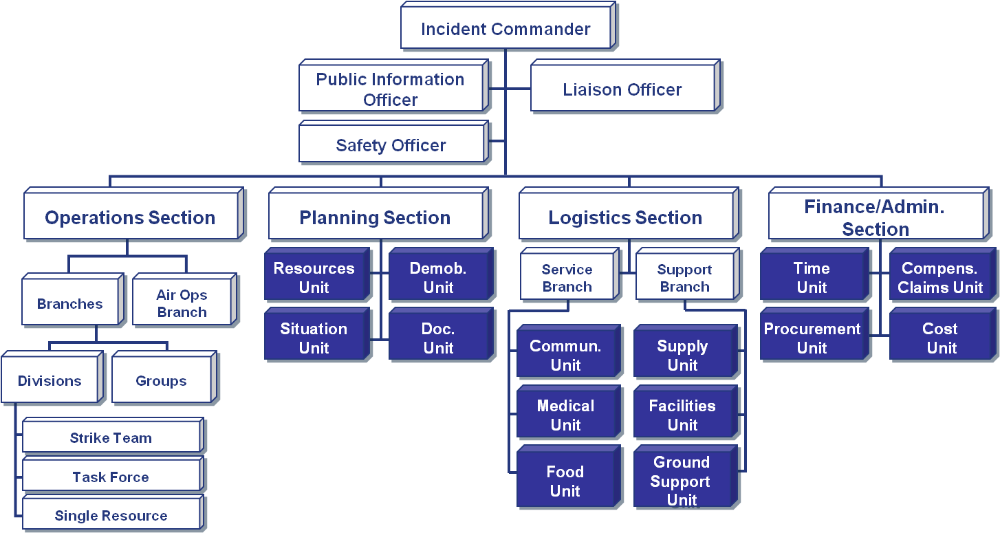 Incident Commander
Public Information
Officer
Liaison Officer
Safety Officer
Operations Section
Planning Section
Logistics Section
Finance/Admin.
Section
Branches
Air Ops
Branch
Divisions
Groups
Strike Team
Task Force
Single Resource
Resources
Unit
Demob.
Unit
Situation
Unit
Doc.
Unit
Service
Branch
Support
Branch
Commun.
Unit
Supply
Unit
Medical
Unit
Facilities
Unit
Food
Unit
Ground
Support
Unit
Time
Unit
Compens.
Claims Unit
Procurement
Unit
Cost
Unit